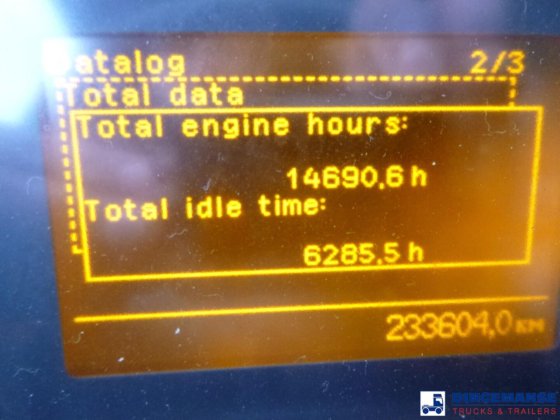 Datalog 2/3
Total data
Total engine hours:
14690,6 h
Total idle time:
6285,5 h
233604,0 KM
TRUCKS & TRAILERS